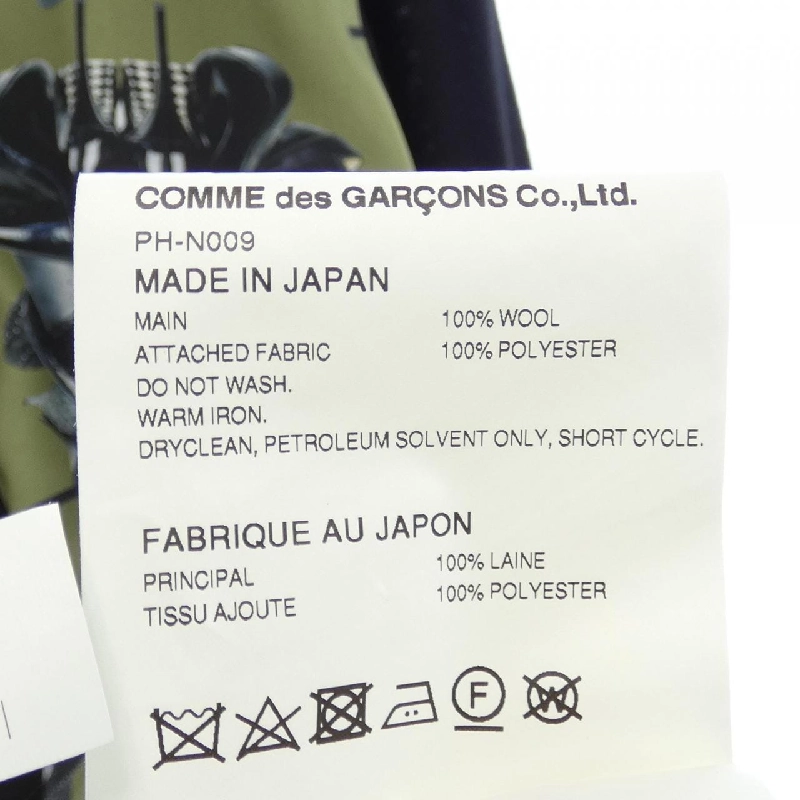 COMME des GARÇONS Co.,Ltd.
PH-N009
MADE IN JAPAN
MAIN 100% WOOL
ATTACHED FABRIC 100% POLYESTER
DO NOT WASH.
WARM IRON.
DRYCLEAN, PETROLEUM SOLVENT ONLY, SHORT CYCLE.
FABRIQUE AU JAPON
PRINCIPAL 100% LAINE
TISSU AJOUTE 100% POLYESTER
F W